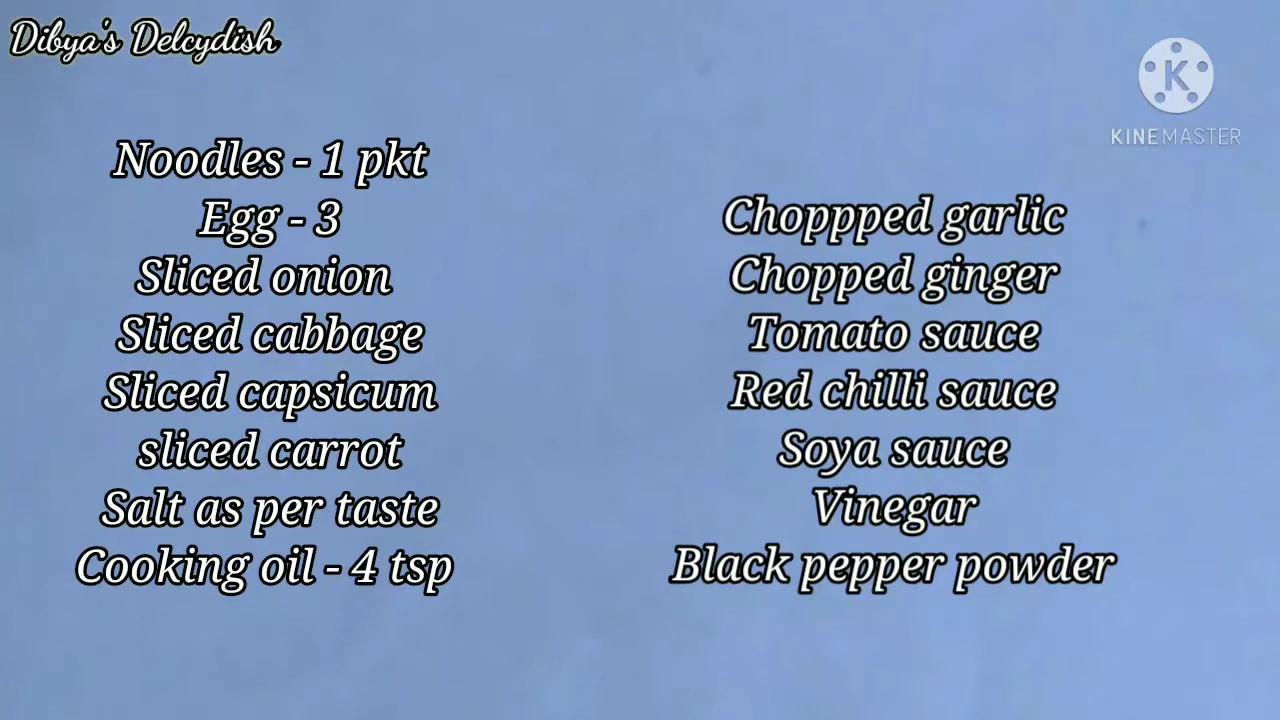 Dibya's Delcydish
KINEMASTER
Noodles - 1 pkt
Egg - 3
Sliced onion
Sliced cabbage
Sliced capsicum
sliced carrot
Salt as per taste
Cooking oil - 4 tsp
Choppped garlic
Chopped ginger
Tomato sauce
Red chilli sauce
Soya sauce
Vinegar
Black pepper powder